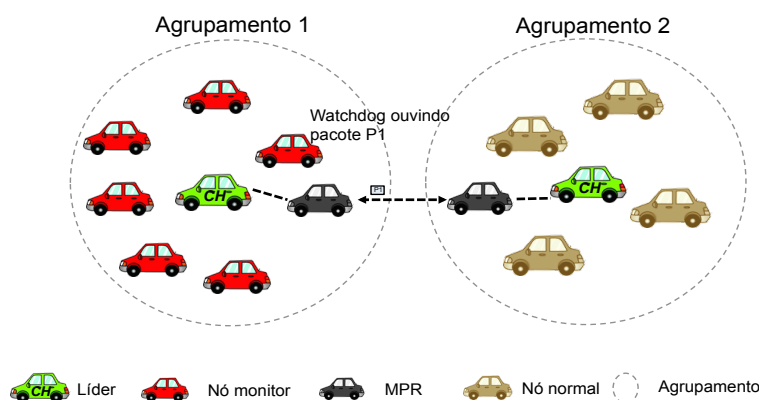 Agrupamento 1
Agrupamento 2
Watchdog ouvindo
pacote P1
CH
P1
CH
CH
Líder
Nó monitor
MPR
Nó normal
Agrupamento